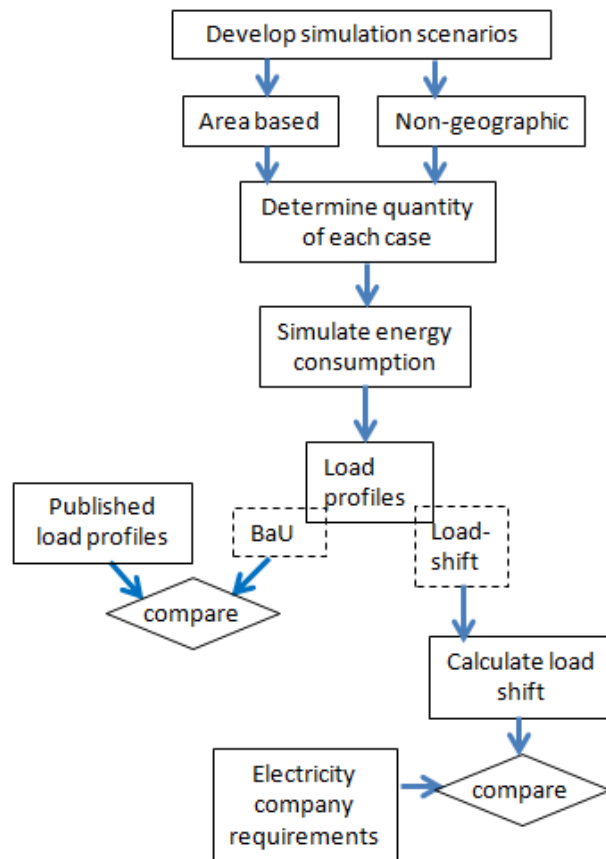 Develop simulation scenarios
Area based
Non-geographic
Determine quantity
of each case
Simulate energy
consumption
Load
profiles
Published
load profiles
BaU
Load-
shift
compare
Calculate load
shift
Electricity
company
requirements
compare